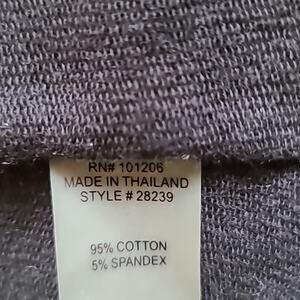 RN# 101206
MADE IN THAILAND
STYLE # 28239
95% COTTON
5% SPANDEX